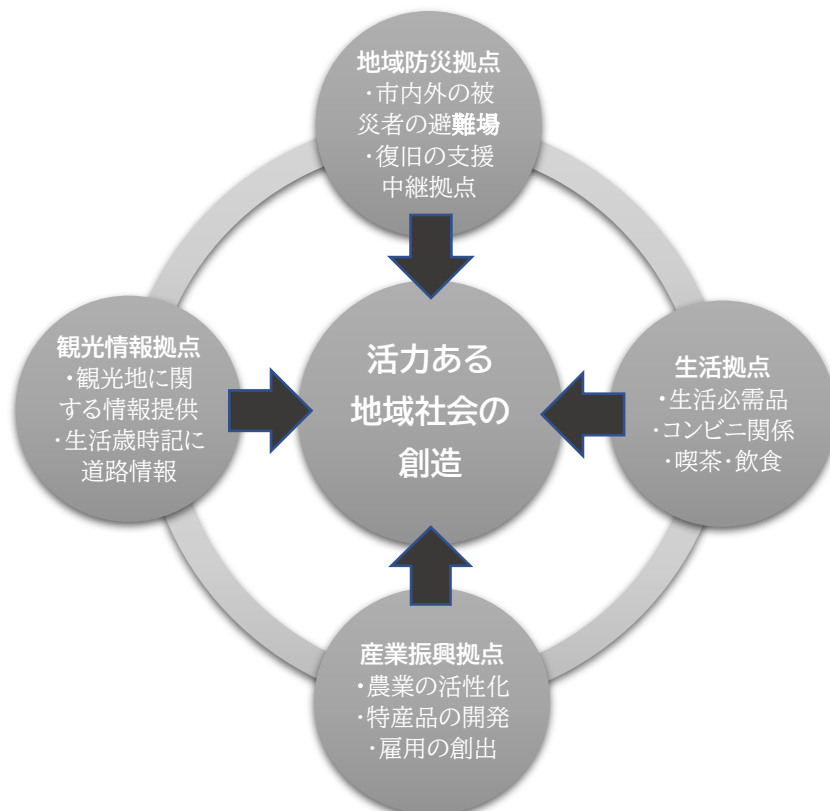 地域防災拠点
・市内外の被
災者の避難場
・復旧の支援
中継拠点
観光情報拠点
・観光地に関
する情報提供
・生活歳時記に
道路情報
活力ある
地域社会の
創造
生活拠点
・生活必需品
・コンビニ関係
・喫茶・飲食
産業振興拠点
・農業の活性化
・特産品の開発
・雇用の創出